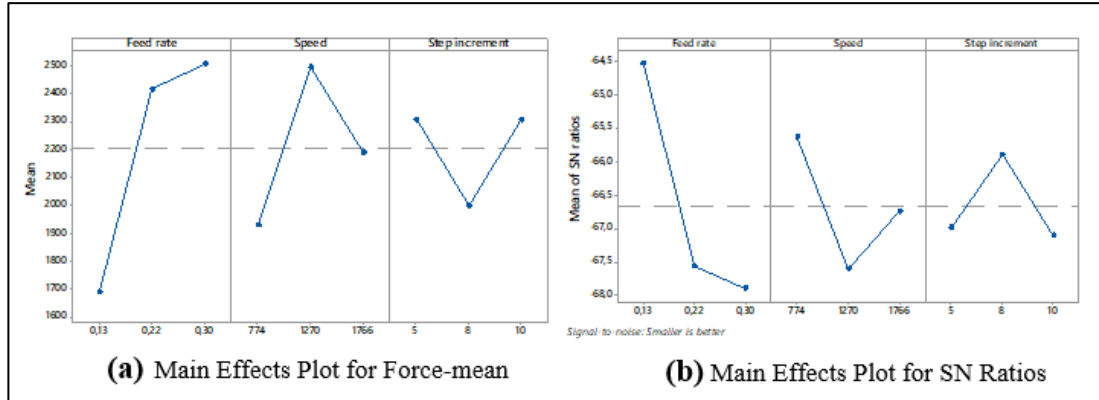 Feed rate Speed Step increment
2500
2400
2300
2200
2100
2000
1900
1800
1700
1600
Mean
0,13 0,22 0,30 774 1270 1766 5 8 10
(a) Main Effects Plot for Force-mean
Feed rate Speed Step increment
-64,5
-65,0
-65,5
-66,0
-66,5
-67,0
-67,5
-68,0
Mean of SN ratios
0,13 0,22 0,30 774 1270 1766 5 8 10
Signal-to-noise: Smaller is better
(b) Main Effects Plot for SN Ratios